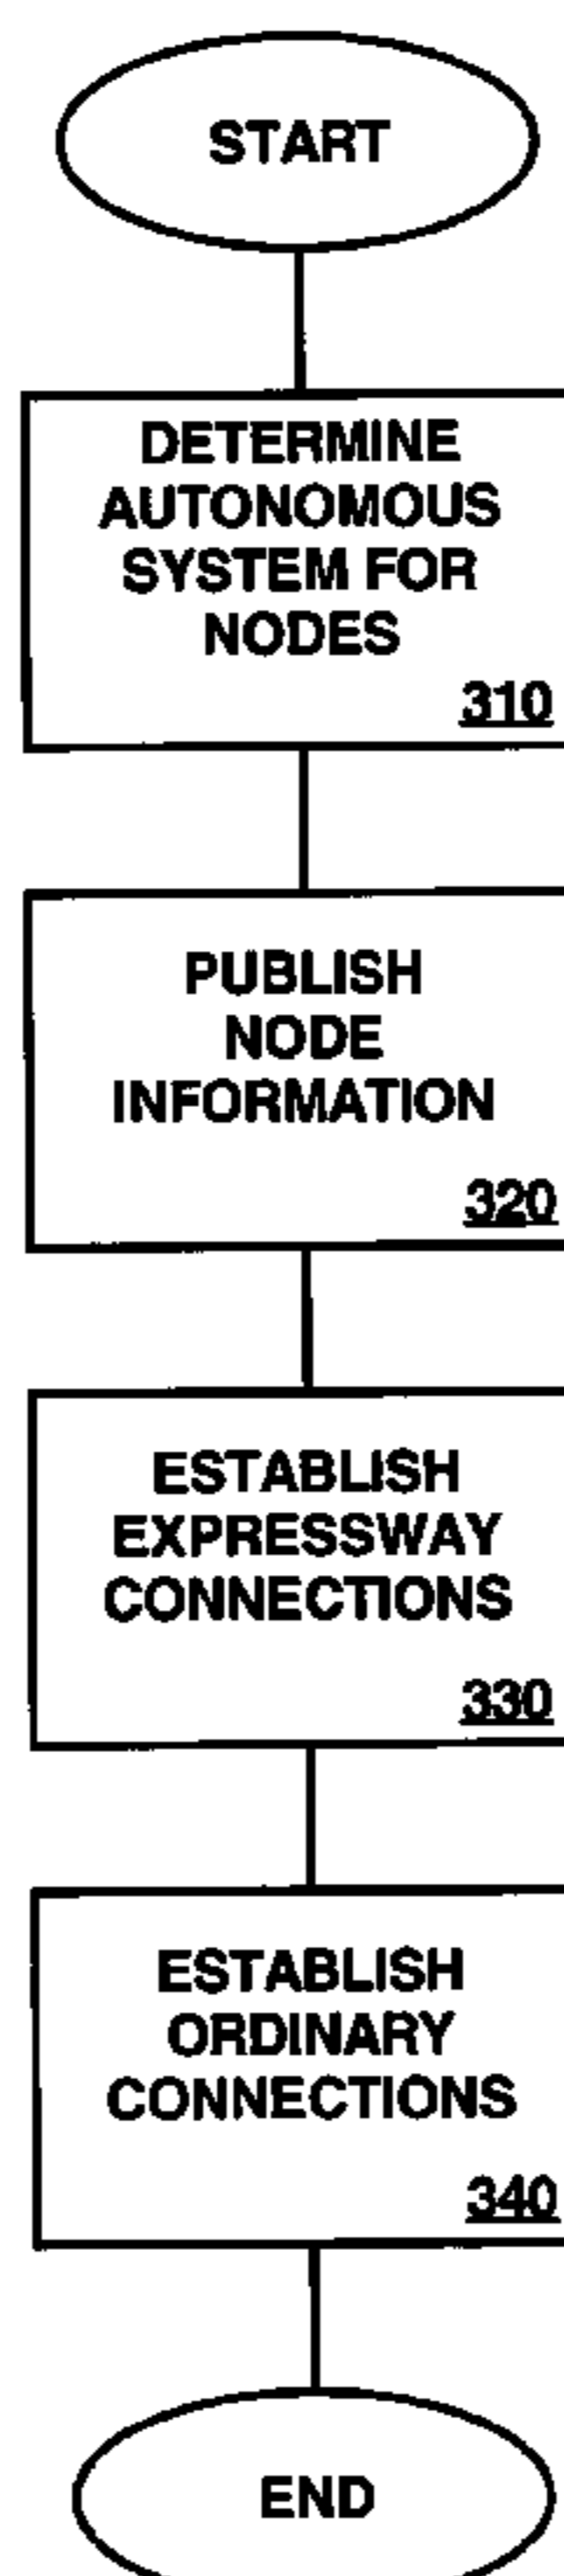 START
DETERMINE
AUTONOMOUS
SYSTEM FOR
NODES
310
PUBLISH
NODE
INFORMATION
320
ESTABLISH
EXPRESSWAY
CONNECTIONS
330
ESTABLISH
ORDINARY
CONNECTIONS
340
END